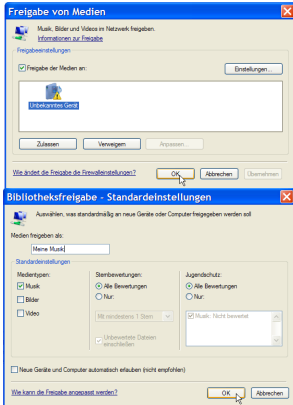 Freigabe von Medien
Musik, Bilder und Videos im Netzwerk freigeben.
Informationen zur Freigabe
Freigabeeinstellungen
Freigabe der Medien an:
Einstellungen...
Unbekanntes Gerät
Zulassen
Verweigern
Anpassen...
Wie ändert die Freigabe die Firewalleinstellungen?
OK
Abbrechen
Übernehmen
Bibliotheksfreigabe - Standardeinstellungen
Auswählen, was standardmäßig an neue Geräte oder Computer freigegeben werden soll
Medien freigeben als:
Meine Musik
Standardeinstellungen
Medientypen:
Sternbewertungen:
Jugendschutz:
Musik
Alle Bewertungen
Alle Bewertungen
Bilder
Nur:
Nur:
Video
Mit mindestens 1 Stern
Musik: Nicht bewertet
Unbewertete Dateien
einschließen
Neue Geräte und Computer automatisch erlauben (nicht empfohlen)
Wie kann die Freigabe angepasst werden?
OK
Abbrechen